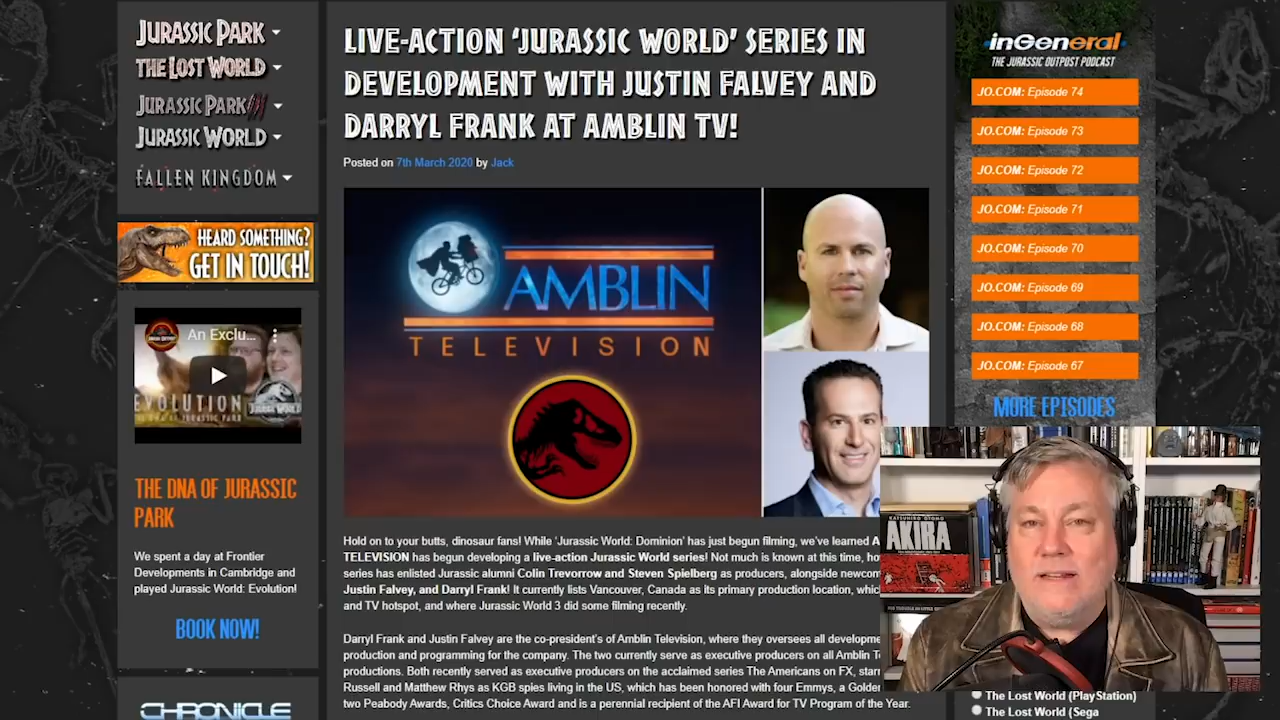 JURASSIC PARK
THE LOST WORLD
JURASSIC PARK
JURASSIC WORLD
FALLEN KINGDOM
HEARD SOMETHING?
GET IN TOUCH!
An Exclu...
EVOLUTION
JURASSIC WORLD
THE DNA OF JURASSIC
PARK
We spent a day at Frontier
Developments in Cambridge and
played Jurassic World: Evolution!
BOOK NOW!
CHRONICLE
LIVE-ACTION ‘JURASSIC WORLD’ SERIES IN
DEVELOPMENT WITH JUSTIN FALVEY AND
DARRYL FRANK AT AMBLIN TV!
Posted on 7th March 2020 by Jack
AMBLIN
TELEVISION
Hold on to your butts, dinosaur fans! While ‘Jurassic World: Dominion’ has just begun filming, we’ve learned A
TELEVISION has begun developing a live-action Jurassic World series! Not much is known at this time, ho
series has enlisted Jurassic alumni Colin Trevorrow and Steven Spielberg as producers, alongside newcom
Justin Falvey, and Darryl Frank! It currently lists Vancouver, Canada as its primary production location, whic
and TV hotspot, and where Jurassic World 3 did some filming recently.
Darryl Frank and Justin Falvey are the co-president’s of Amblin Television, where they oversees all developme
production and programming for the company. The two currently serve as executive producers on all Amblin Te
productions. Both recently served as executive producers on the acclaimed series The Americans on FX, starr
Russell and Matthew Rhys as KGB spies living in the US, which has been honored with four Emmys, a Golden
two Peabody Awards, Critics Choice Award and is a perennial recipient of the AFI Award for TV Program of the Year.
inGeneral
THE JURASSIC OUTPOST PODCAST
JO.COM: Episode 74
JO.COM: Episode 73
JO.COM: Episode 72
JO.COM: Episode 71
JO.COM: Episode 70
JO.COM: Episode 69
JO.COM: Episode 68
JO.COM: Episode 67
MORE EPISODES
KATSUHIRO OTOMO
AKIRA
The Lost World (PlayStation)
The Lost World (Sega